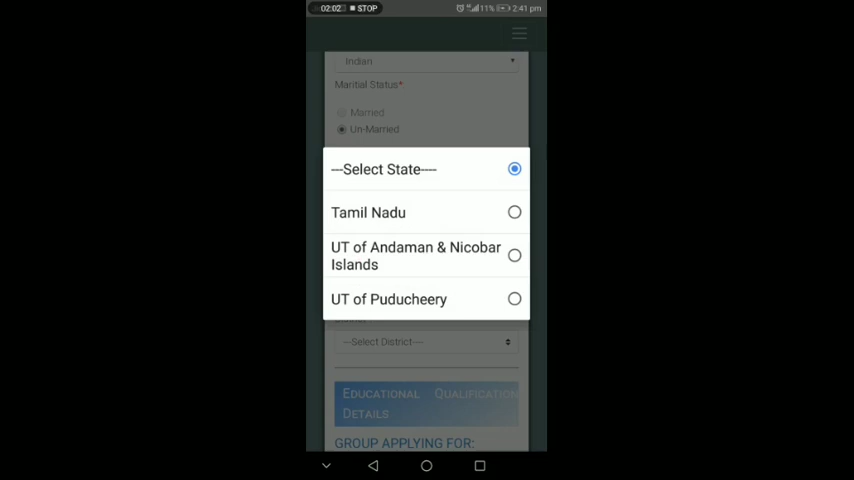 02:02 STOP 11% 2:41 pm
Indian
Maritial Status*
Married
Un-Married
---Select State----
Tamil Nadu
UT of Andaman & Nicobar
Islands
UT of Puducheery
---Select District----
Educational Qualification
Details
GROUP APPLYING FOR: